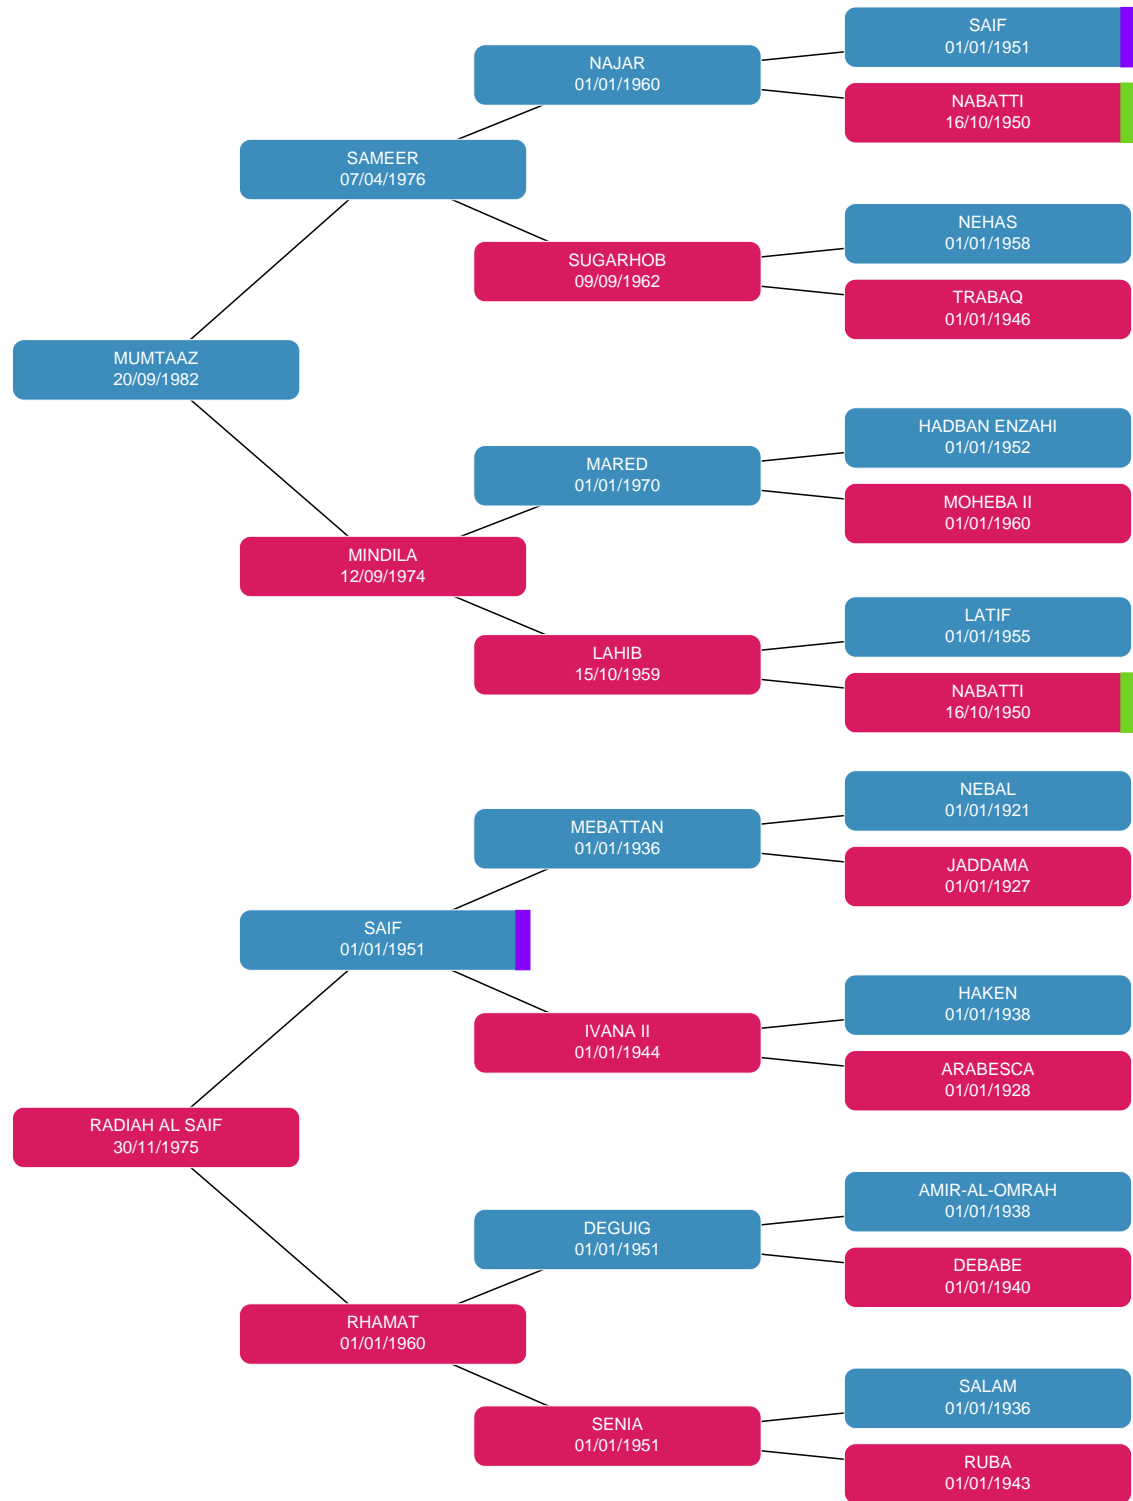 SAIF
01/01/1951
NAJAR
01/01/1960
NABATTI
16/10/1950
SAMEER
07/04/1976
NEHAS
01/01/1958
SUGARHOB
09/09/1962
TRABAQ
01/01/1946
MUMTAAZ
20/09/1982
HADBAN ENZAHI
01/01/1952
MARED
01/01/1970
MOHEBA II
01/01/1960
MINDILA
12/09/1974
LATIF
01/01/1955
LAHIB
15/10/1959
NABATTI
16/10/1950
NEBAL
01/01/1921
MEBATTAN
01/01/1936
JADDAMA
01/01/1927
SAIF
01/01/1951
HAKEN
01/01/1938
IVANA II
01/01/1944
ARABESCA
01/01/1928
RADIAH AL SAIF
30/11/1975
AMIR-AL-OMRAH
01/01/1938
DEGUIG
01/01/1951
DEBABE
01/01/1940
RHAMAT
01/01/1960
SALAM
01/01/1936
SENIA
01/01/1951
RUBA
01/01/1943